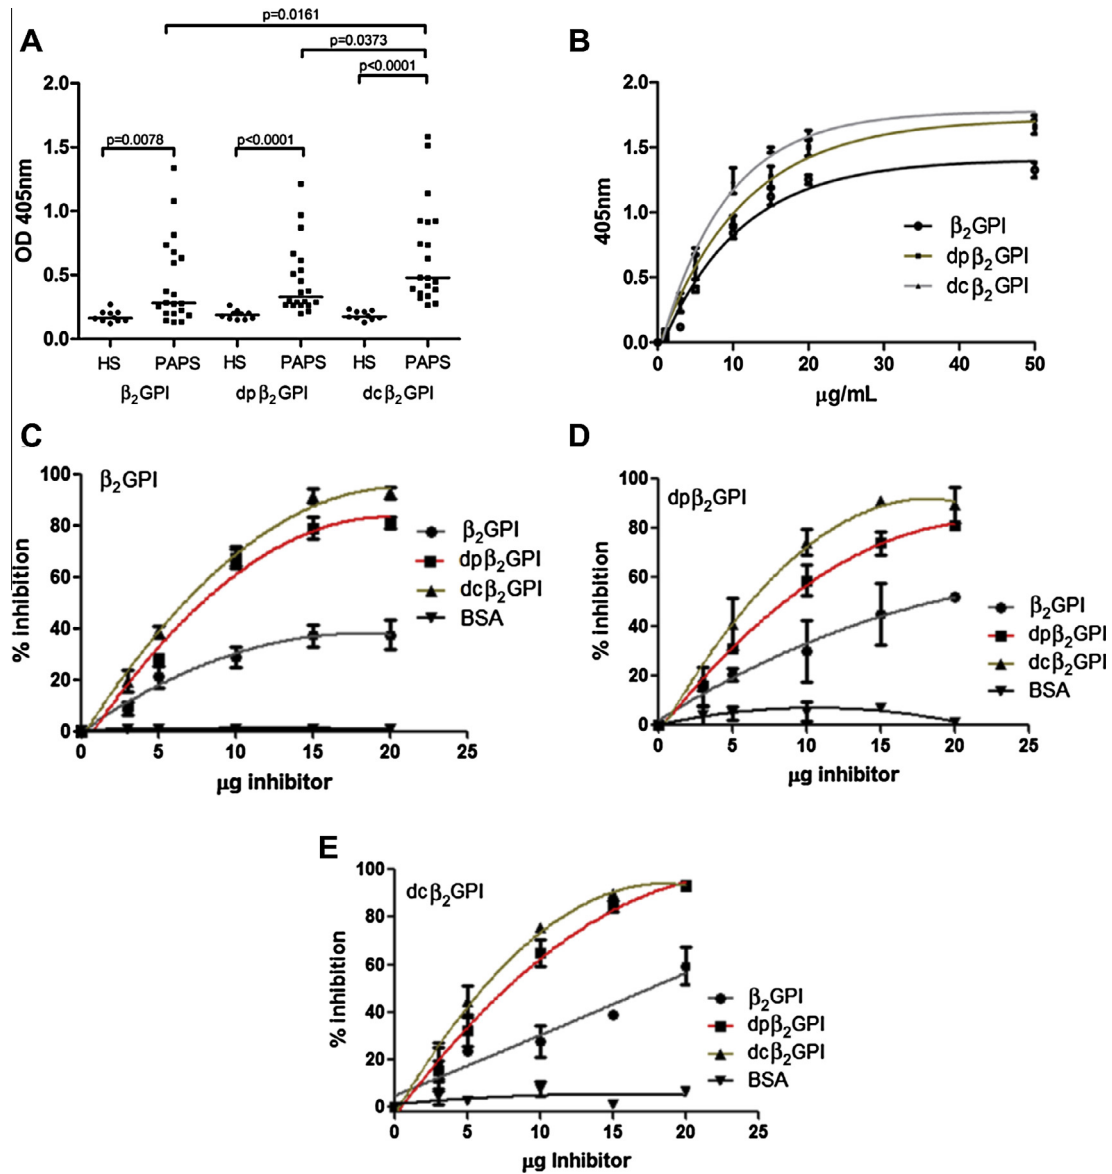 A
p=0.0161
p=0.0373
p<0.0001
p=0.0078
p<0.0001
OD 405nm
2.0
1.5
1.0
0.5
0.0
HS PAPS HS PAPS HS PAPS
β2GPI dpβ2GPI dcβ2GPI
B
405nm
2.0
1.5
1.0
0.5
0.0
β2GPI
dpβ2GPI
dcβ2GPI
0 10 20 30 40 50
μg/mL
C
β2GPI
% inhibition
100
80
60
40
20
0
β2GPI
dpβ2GPI
dcβ2GPI
BSA
0 5 10 15 20 25
μg inhibitor
D
dpβ2GPI
% inhibition
100
80
60
40
20
0
β2GPI
dpβ2GPI
dcβ2GPI
BSA
0 5 10 15 20 25
μg inhibitor
E
dcβ2GPI
% inhibition
100
80
60
40
20
0
β2GPI
dpβ2GPI
dcβ2GPI
BSA
0 5 10 15 20 25
μg Inhibitor